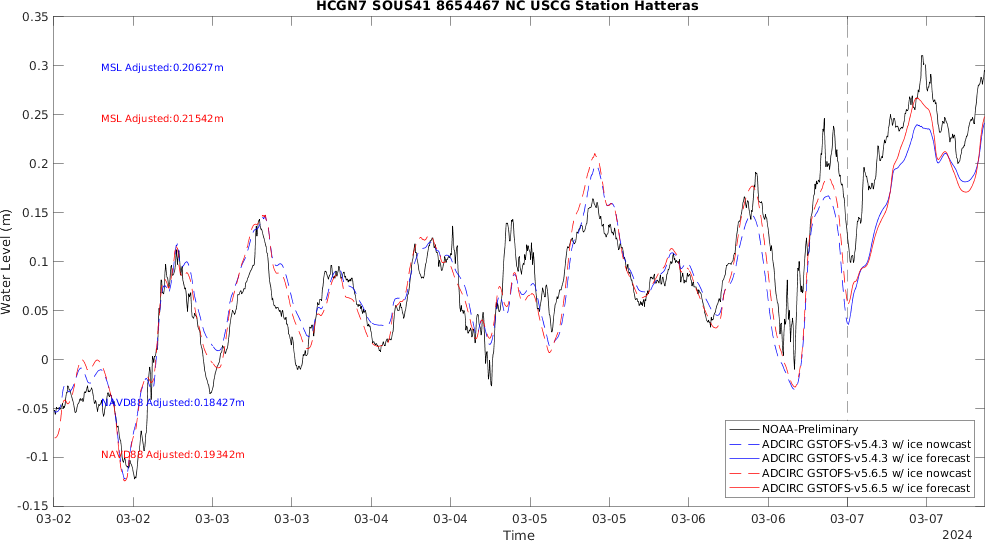 HCGN7 SOUS41 8654467 NC USCG Station Hatteras
0.35
0.3
0.25
0.2
0.15
0.1
0.05
0
-0.05
-0.1
-0.15
Water Level (m)
MSL Adjusted:0.20627m
MSL Adjusted:0.21542m
NAVD88 Adjusted:0.18427m
NAVD88 Adjusted:0.19342m
NOAA-Preliminary
ADCIRC GSTOFS-v5.4.3 w/ ice nowcast
ADCIRC GSTOFS-v5.4.3 w/ ice forecast
ADCIRC GSTOFS-v5.6.5 w/ ice nowcast
ADCIRC GSTOFS-v5.6.5 w/ ice forecast
03-02 03-02 03-03 03-03 03-04 03-04 03-05 03-05 03-06 03-06 03-07 03-07
Time
2024